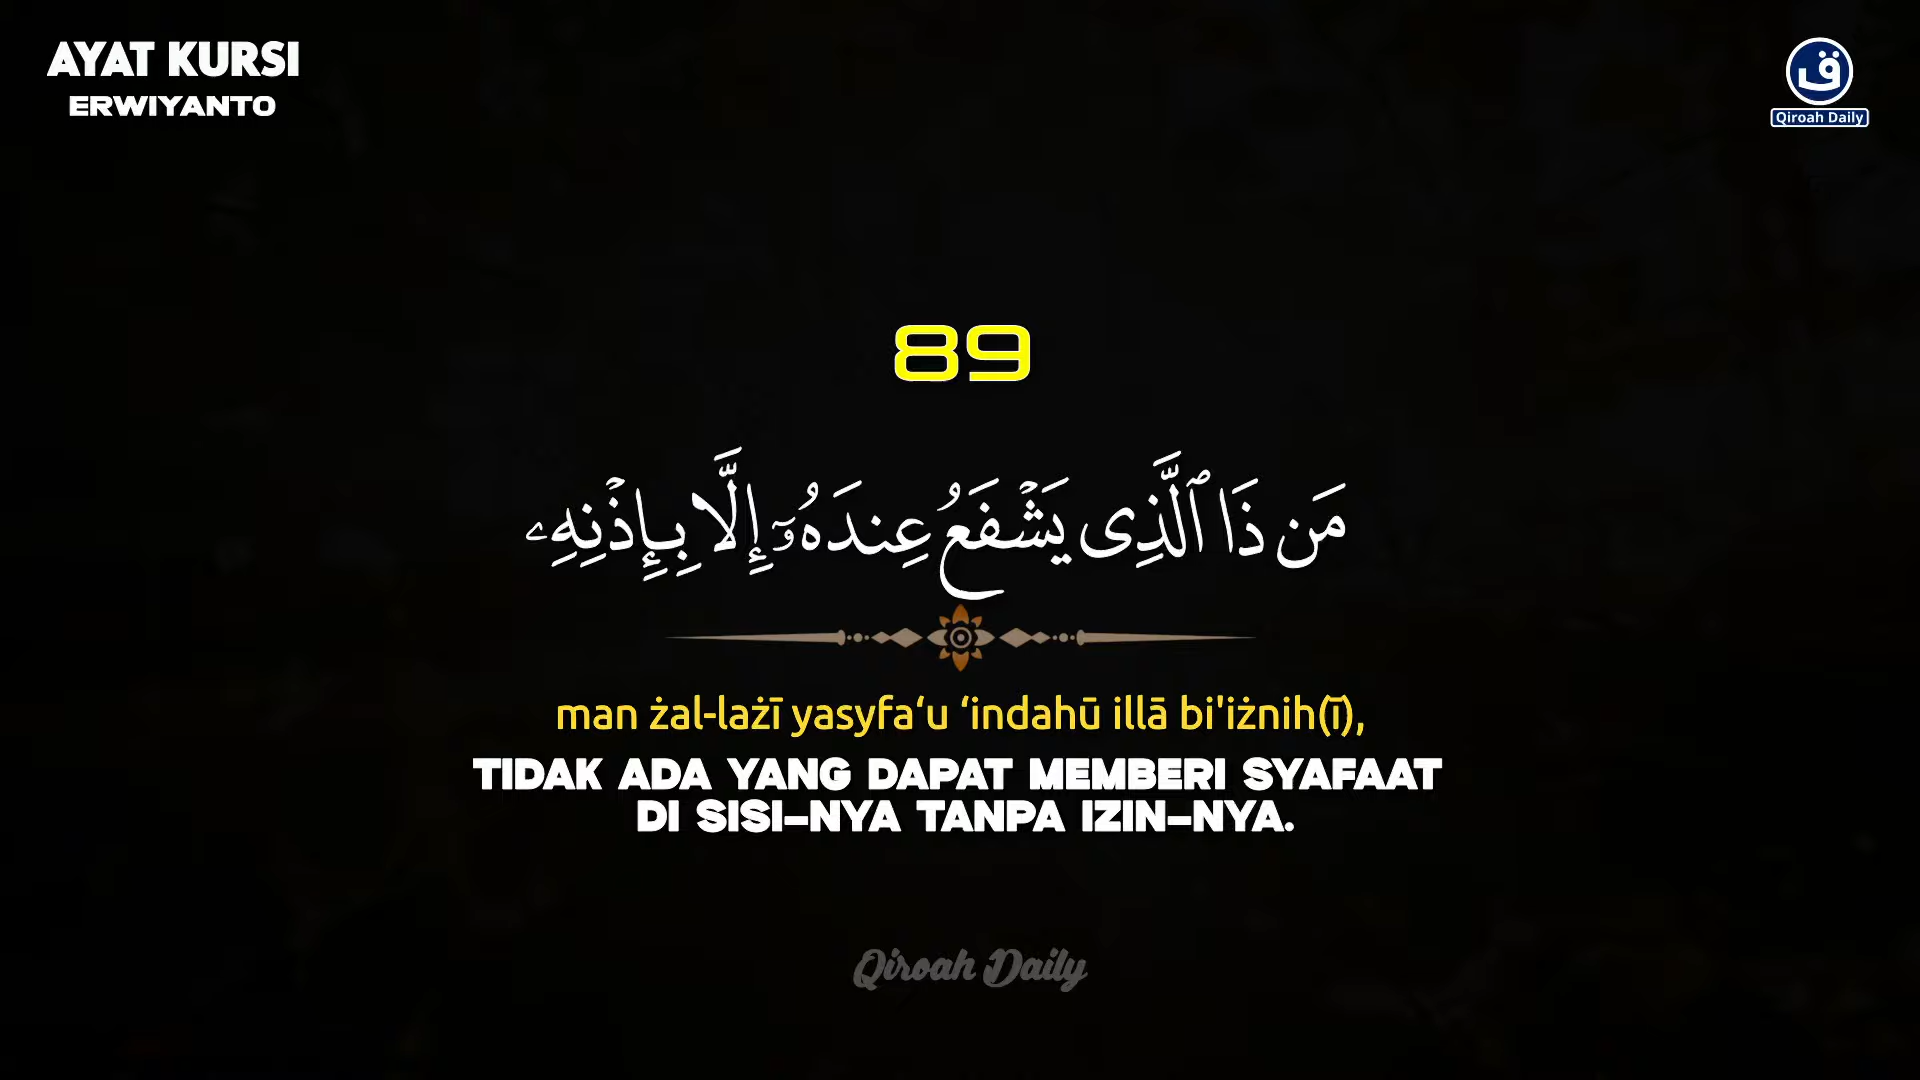 AYAT KURSI
ERWIYANTO
ق
Qiroah Daily
89
مَن ذَا ٱلَّذِى يَشْفَعُ عِندَهُۥٓ إِلَّا بِإِذْنِهِۦ
man żal-lażī yasyfa‘u ‘indahū illā bi'iżnih(ī),
TIDAK ADA YANG DAPAT MEMBERI SYAFAAT
DI SISI-NYA TANPA IZIN-NYA.
Qiroah Daily